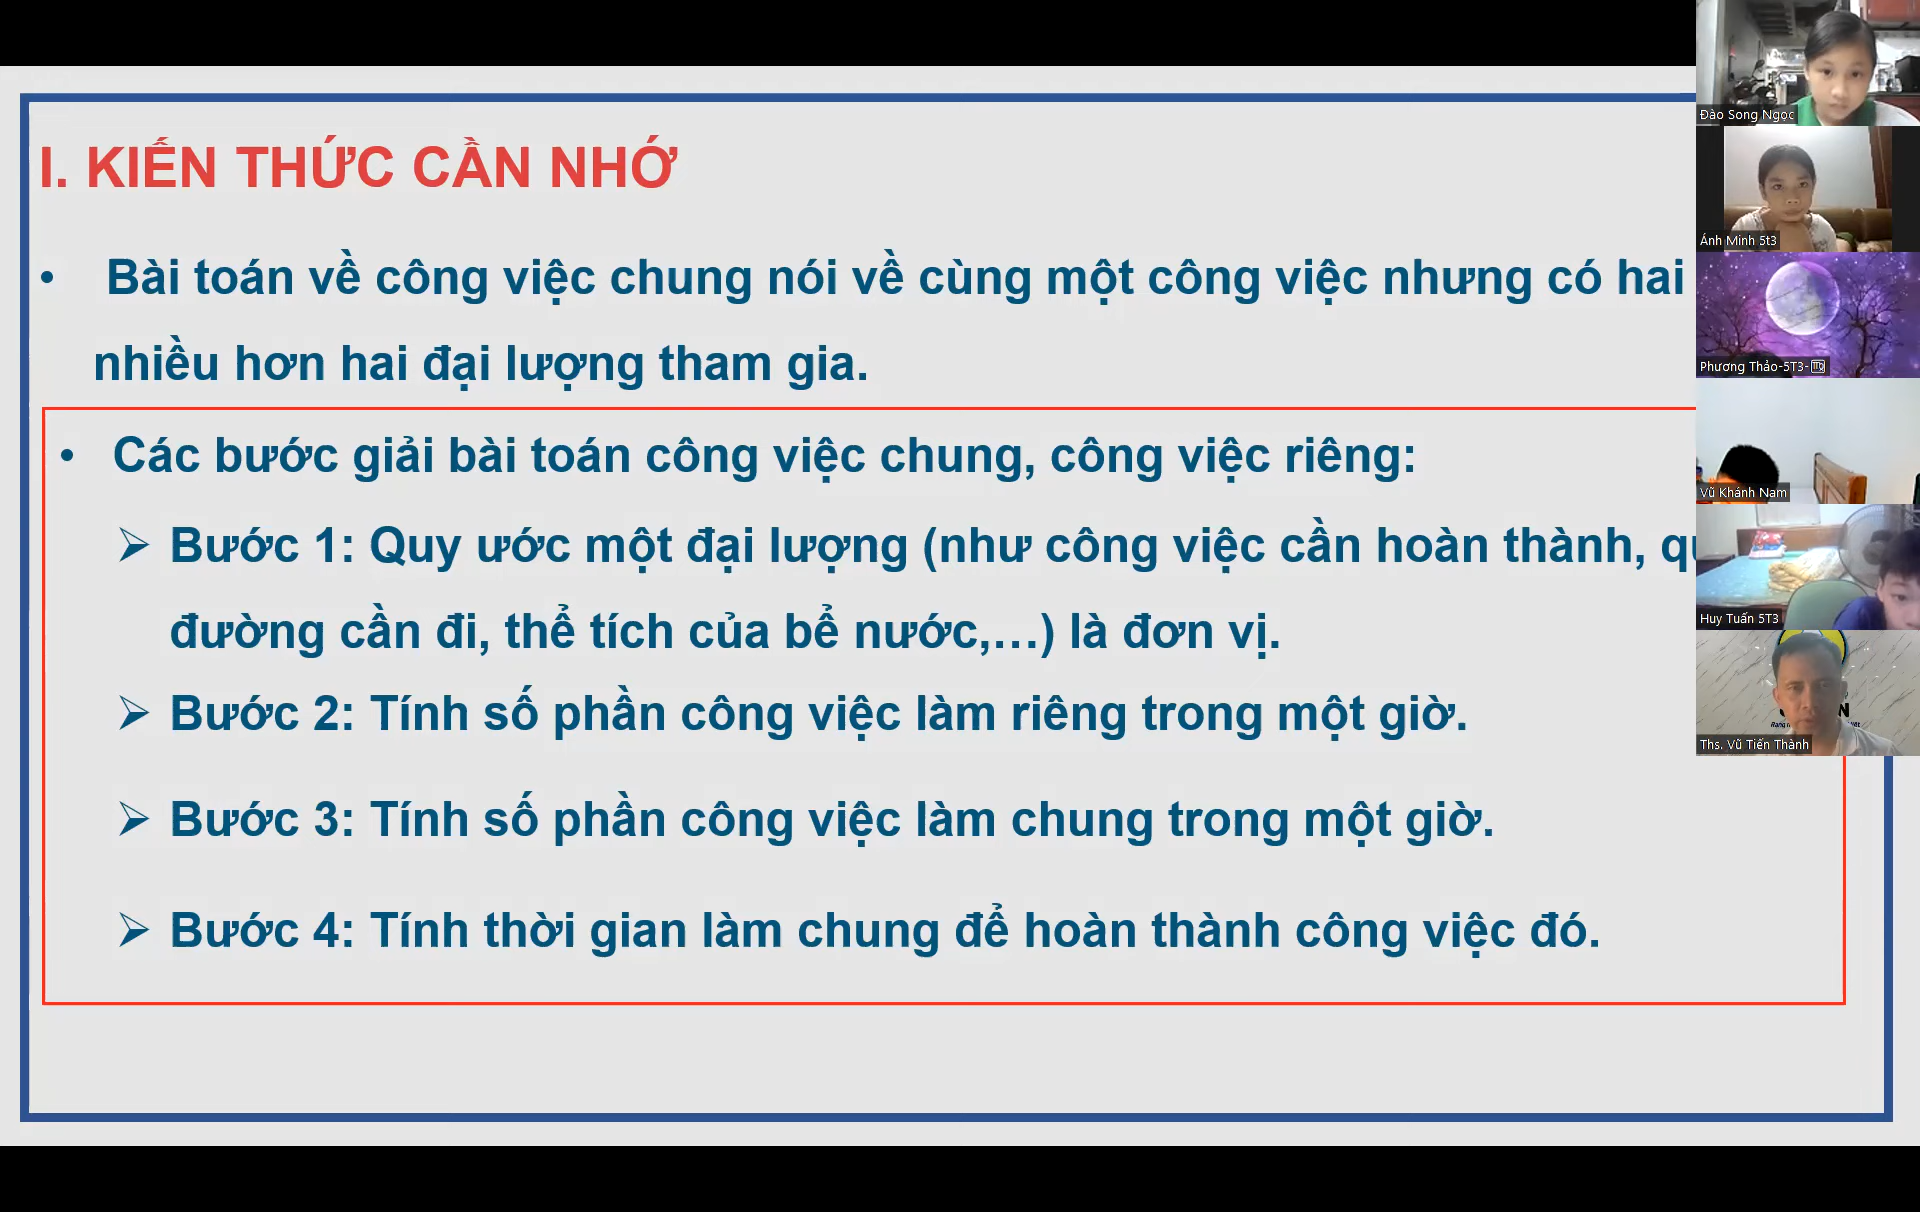 I. KIẾN THỨC CẦN NHỚ
• Bài toán về công việc chung nói về cùng một công việc nhưng có hai
nhiều hơn hai đại lượng tham gia.
• Các bước giải bài toán công việc chung, công việc riêng:
➢ Bước 1: Quy ước một đại lượng (như công việc cần hoàn thành,
đường cần đi, thể tích của bể nước,…) là đơn vị.
➢ Bước 2: Tính số phần công việc làm riêng trong một giờ.
➢ Bước 3: Tính số phần công việc làm chung trong một giờ.
➢ Bước 4: Tính thời gian làm chung để hoàn thành công việc đó.
Đào Song Ngọc
Ánh Minh 5t3
Phương Thảo-5T3-♍
Vũ Khánh Nam
Huy Tuấn 5T3
Ths. Vũ Tiến Thành